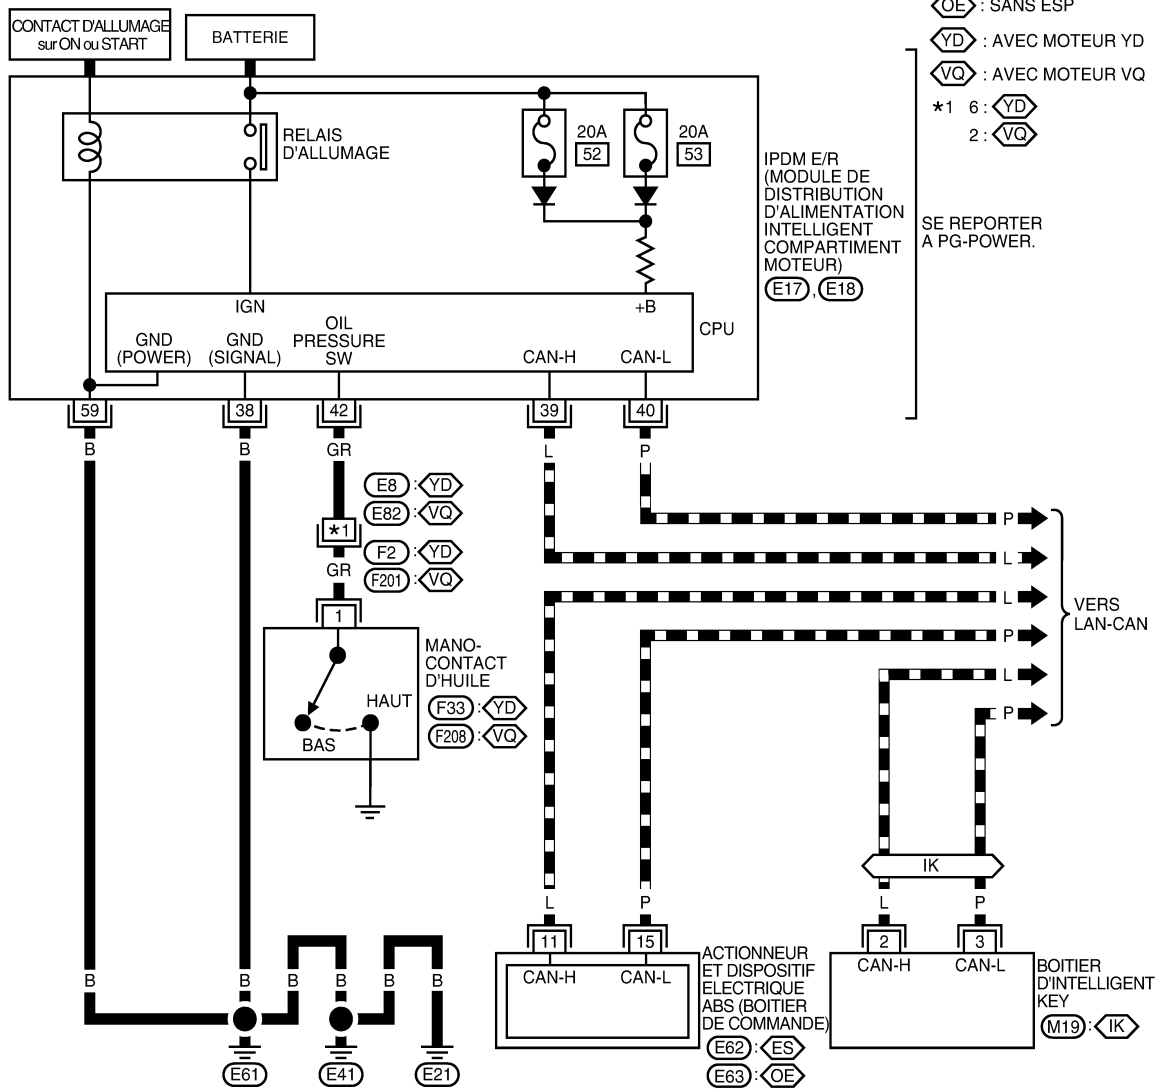 CONTACT D'ALLUMAGE
sur ON ou START
BATTERIE
OE : SANS ESP
YD : AVEC MOTEUR YD
VQ : AVEC MOTEUR VQ
*1 6 : YD
2 : VQ
RELAIS
D'ALLUMAGE
20A
52
20A
53
IPDM E/R
(MODULE DE
DISTRIBUTION
D'ALIMENTATION
INTELLIGENT
COMPARTIMENT
MOTEUR)
E17 , E18
SE REPORTER
A PG-POWER.
IGN
+B
CPU
GND
(POWER)
GND
(SIGNAL)
OIL
PRESSURE
SW
CAN-H
CAN-L
59
38
42
39
40
B
B
GR
L
P
E8 : YD
E82 : VQ
*1
F2 : YD
F201 : VQ
GR
1
P
L
L
P
L
P
VERS
LAN-CAN
MANO-
CONTACT
D'HUILE
F33 : YD
F208 : VQ
HAUT
BAS
IK
L
P
L
P
11
15
2
3
CAN-H
CAN-L
CAN-H
CAN-L
ACTIONNEUR
ET DISPOSITIF
ELECTRIQUE
ABS (BOITIER
DE COMMANDE)
E62 : ES
E63 : OE
BOITIER
D'INTELLIGENT
KEY
M19 : IK
B
B
B
B
B
B
E61
E41
E21